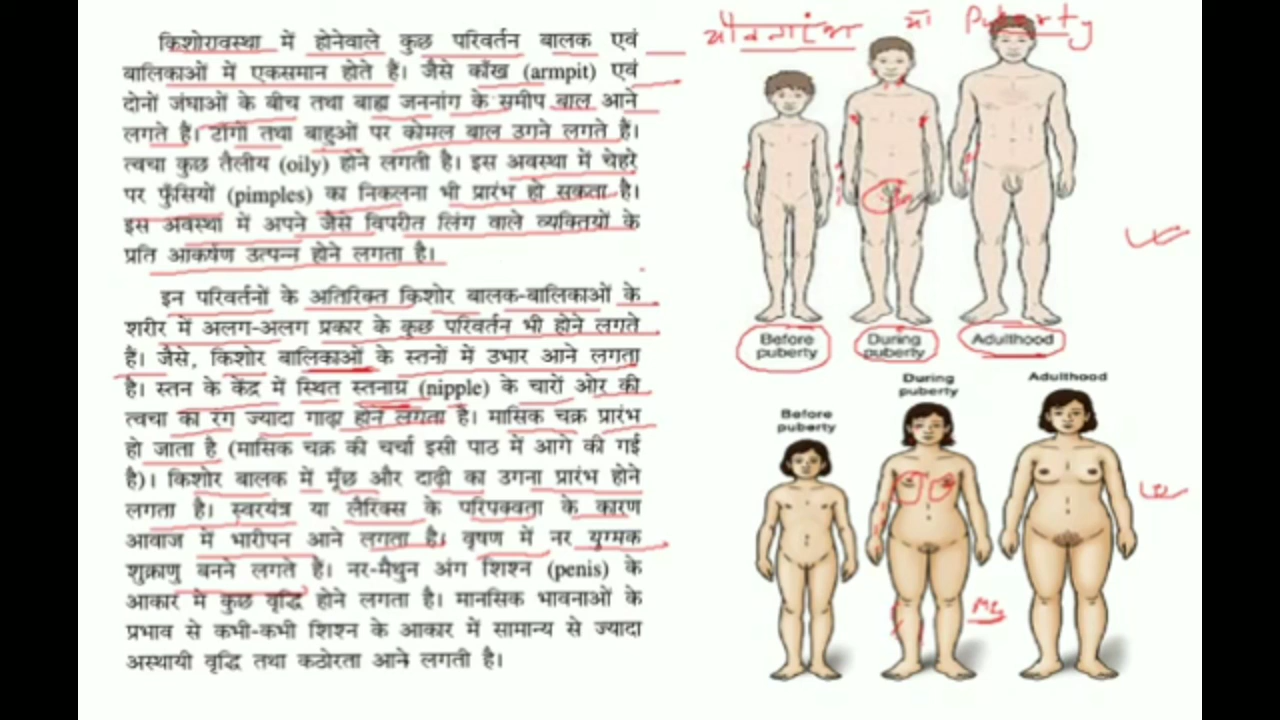 किशोरावस्था में होनेवाले कुछ परिवर्तन बालक एवं
बालिकाओं में एकसमान होते हैं। जैसे काँख (armpit) एवं
दोनों जंघाओं के बीच तथा बाह्य जननांग के समीप बाल आने
लगते हैं। टाँगों तथा बाहुओं पर कोमल बाल उगने लगते हैं।
त्वचा कुछ तैलीय (oily) होने लगती है। इस अवस्था में चेहरे
पर फुँसियों (pimples) का निकलना भी प्रारंभ हो सकता है।
इस अवस्था में अपने जैसे विपरीत लिंग वाले व्यक्तियों के
प्रति आकर्षण उत्पन्न होने लगता है।
इन परिवर्तनों के अतिरिक्त किशोर बालक-बालिकाओं के
शरीर में अलग-अलग प्रकार के कुछ परिवर्तन भी होने लगते
हैं। जैसे, किशोर बालिकाओं के स्तनों में उभार आने लगता
है। स्तन के केंद्र में स्थित स्तनाग्र (nipple) के चारों ओर की
त्वचा का रंग ज्यादा गाढ़ा होने लगता है। मासिक चक्र प्रारंभ
हो जाता है (मासिक चक्र की चर्चा इसी पाठ में आगे की गई
है)। किशोर बालक में मूँछ और दाढ़ी का उगना प्रारंभ होने
लगता है। स्वरयंत्र या लैरिंक्स के परिपक्वता के कारण
आवाज में भारीपन आने लगता है। वृषण में नर युग्मक
शुक्राणु बनने लगते हैं। नर-मैथुन अंग शिश्न (penis) के
आकार में कुछ वृद्धि होने लगती है। मानसिक भावनाओं के
प्रभाव से कभी-कभी शिश्न के आकार में सामान्य से ज्यादा
अस्थायी वृद्धि तथा कठोरता आने लगती है।
यौवनारंभ या Puberty
Before puberty
During puberty
Adulthood
Before puberty
During puberty
Adulthood